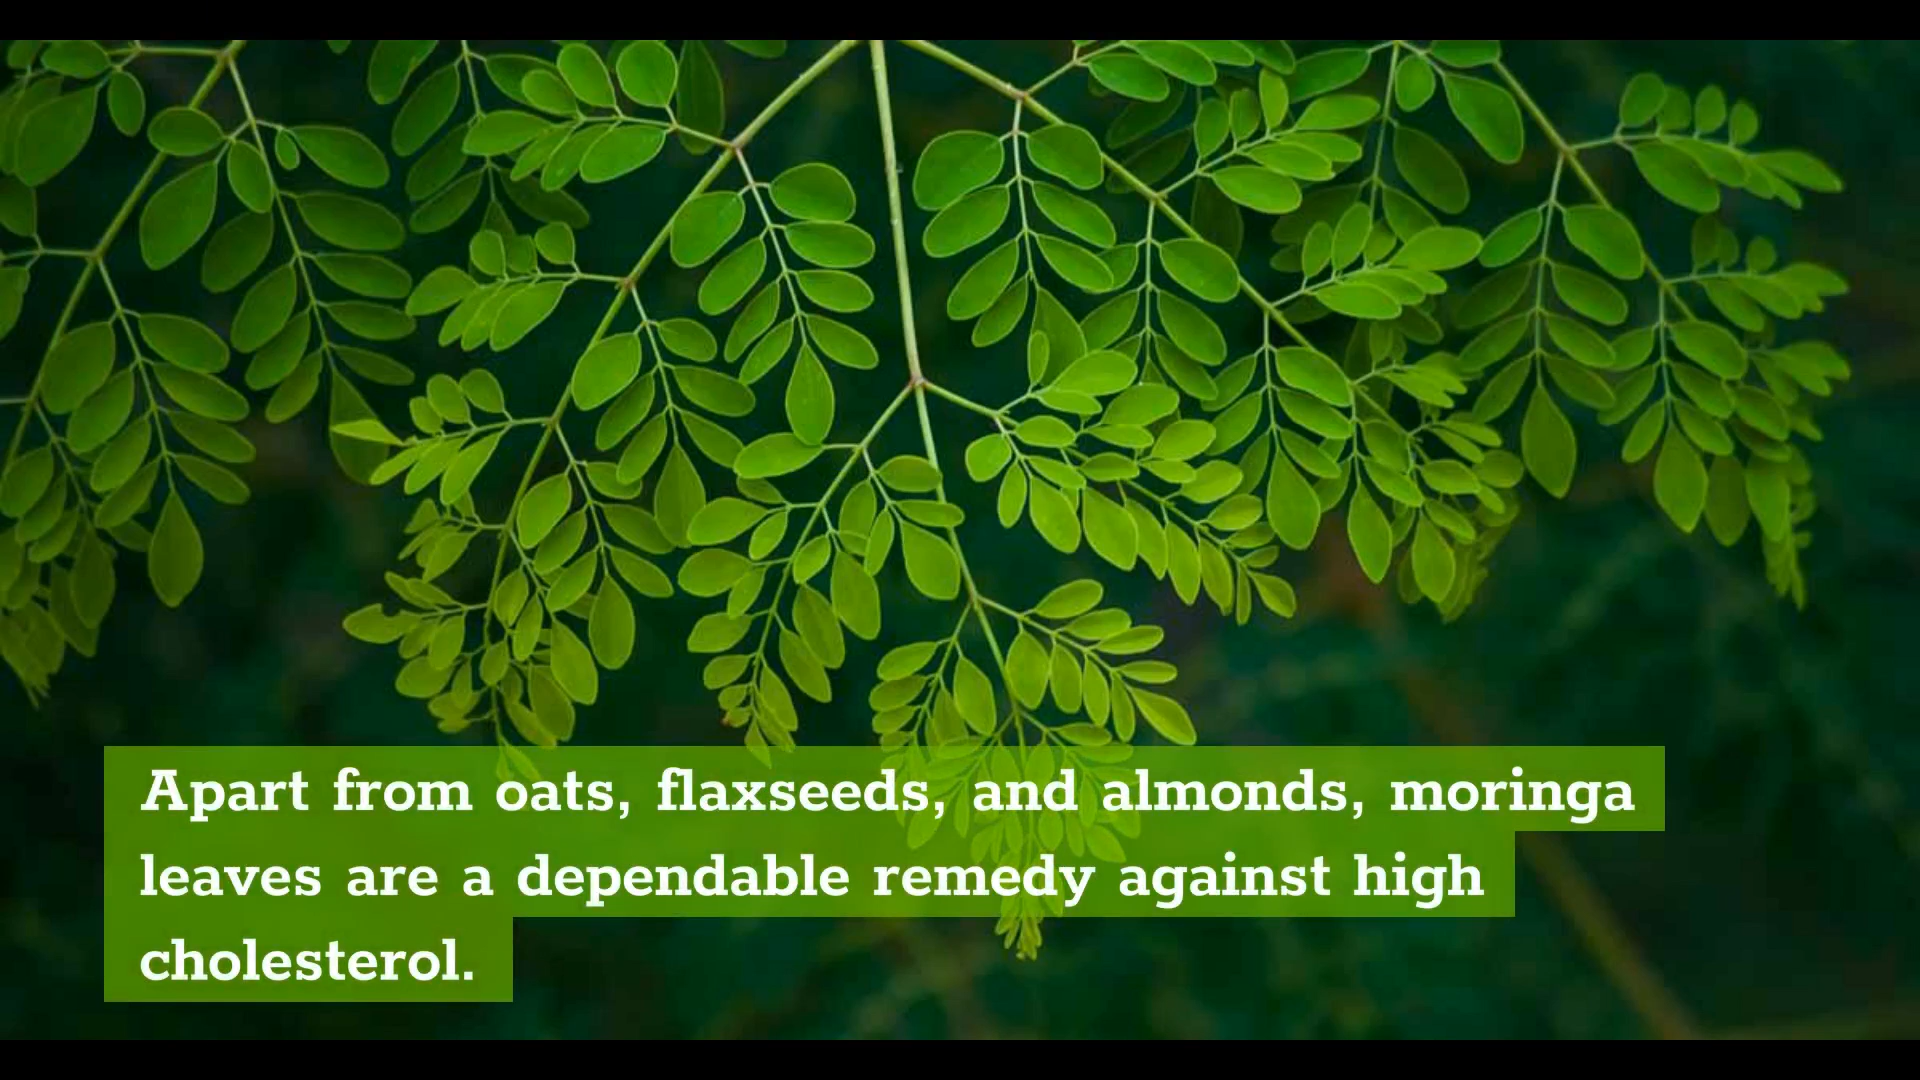 Apart from oats, flaxseeds, and almonds, moringa
leaves are a dependable remedy against high
cholesterol.